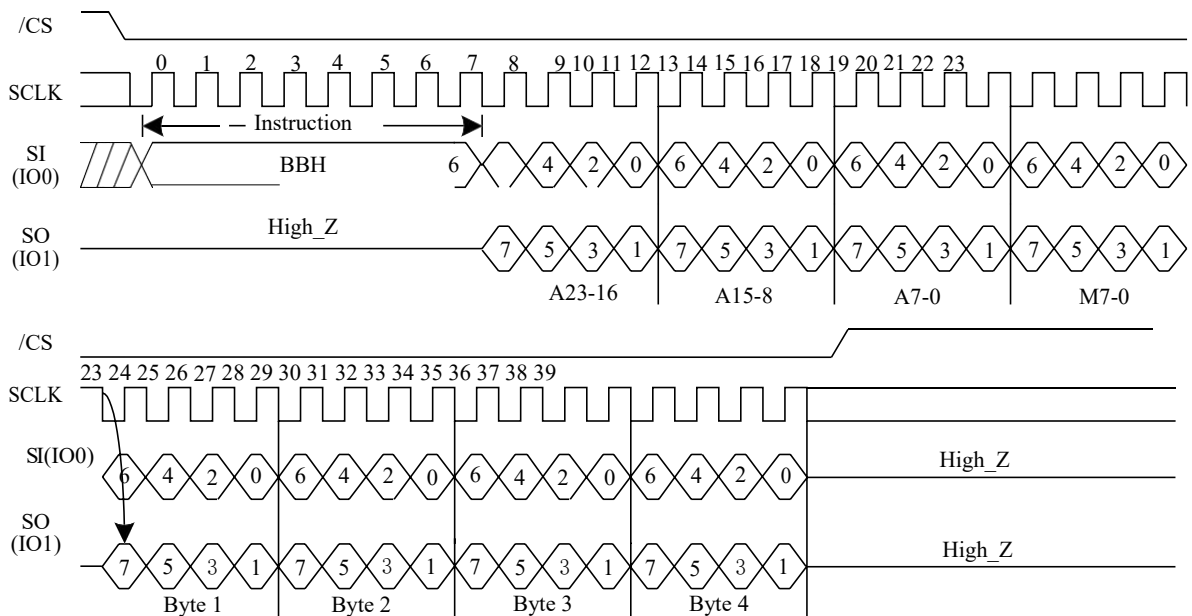 /CS
0 1 2 3 4 5 6 7 8 9 10 11 12 13 14 15 16 17 18 19 20 21 22 23
SCLK
Instruction
SI
(IO0)
BBH 6 4 2 0 6 4 2 0 6 4 2 0 6 4 2 0
High_Z
SO
(IO1)
7 5 3 1 7 5 3 1 7 5 3 1 7 5 3 1
A23-16 A15-8 A7-0 M7-0
/CS
23 24 25 26 27 28 29 30 31 32 33 34 35 36 37 38 39
SCLK
SI(IO0)
6 4 2 0 6 4 2 0 6 4 2 0 6 4 2 0 High_Z
SO
(IO1)
7 5 3 1 7 5 3 1 7 5 3 1 7 5 3 1 High_Z
Byte 1 Byte 2 Byte 3 Byte 4